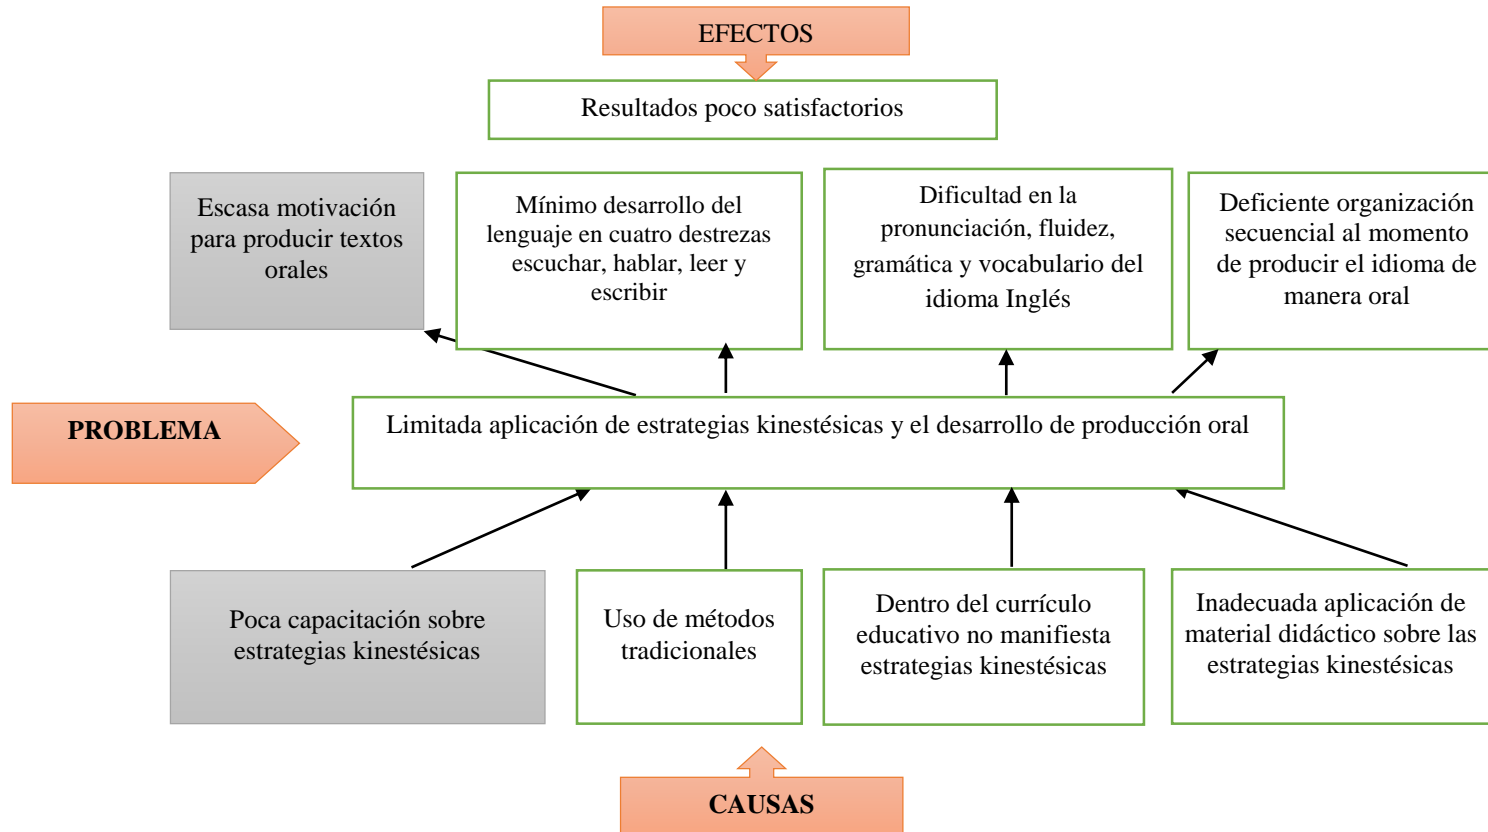 EFECTOS
Resultados poco satisfactorios
Escasa motivación
para producir textos
orales
Mínimo desarrollo del
lenguaje en cuatro destrezas
escuchar, hablar, leer y
escribir
Dificultad en la
pronunciación, fluidez,
gramática y vocabulario del
idioma Inglés
Deficiente organización
secuencial al momento
de producir el idioma de
manera oral
PROBLEMA
Limitada aplicación de estrategias kinestésicas y el desarrollo de producción oral
Poca capacitación sobre
estrategias kinestésicas
Uso de métodos
tradicionales
Dentro del currículo
educativo no manifiesta
estrategias kinestésicas
Inadecuada aplicación de
material didáctico sobre las
estrategias kinestésicas
CAUSAS